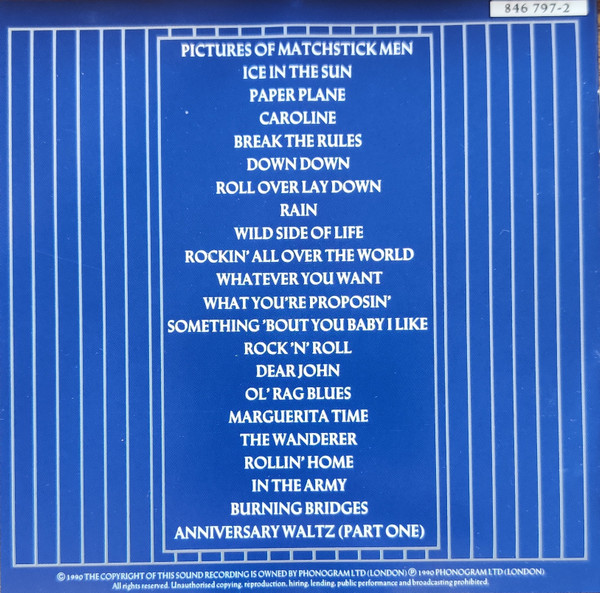 846 797-2
PICTURES OF MATCHSTICK MEN
ICE IN THE SUN
PAPER PLANE
CAROLINE
BREAK THE RULES
DOWN DOWN
ROLL OVER LAY DOWN
RAIN
WILD SIDE OF LIFE
ROCKIN' ALL OVER THE WORLD
WHATEVER YOU WANT
WHAT YOU'RE PROPOSIN'
SOMETHING 'BOUT YOU BABY I LIKE
ROCK 'N' ROLL
DEAR JOHN
OL' RAG BLUES
MARGUERITA TIME
THE WANDERER
ROLLIN' HOME
IN THE ARMY
BURNING BRIDGES
ANNIVERSARY WALTZ (PART ONE)
© 1990 THE COPYRIGHT OF THIS SOUND RECORDING IS OWNED BY PHONOGRAM LTD (LONDON) ℗ 1990 PHONOGRAM LTD (LONDON)
All rights reserved. Unauthorised copying, reproduction, hiring, lending, public performance and broadcasting prohibited.